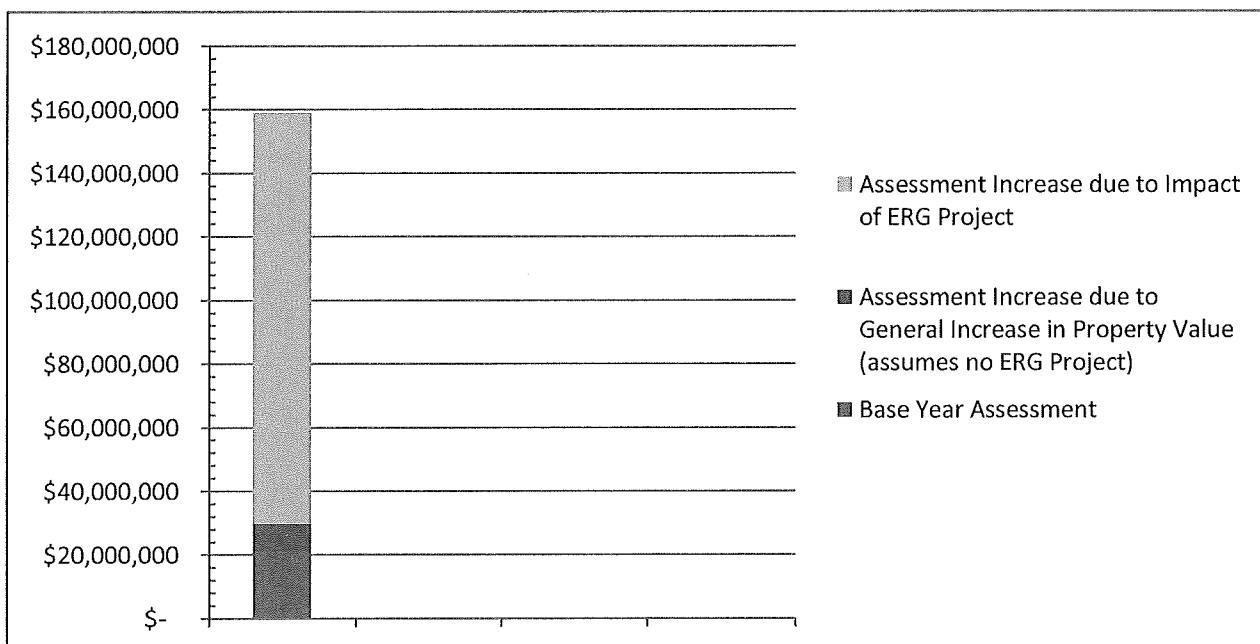 $180,000,000
$160,000,000
$140,000,000
$120,000,000
$100,000,000
$80,000,000
$60,000,000
$40,000,000
$20,000,000
$-
Assessment Increase due to Impact
of ERG Project
Assessment Increase due to
General Increase in Property Value
(assumes no ERG Project)
Base Year Assessment